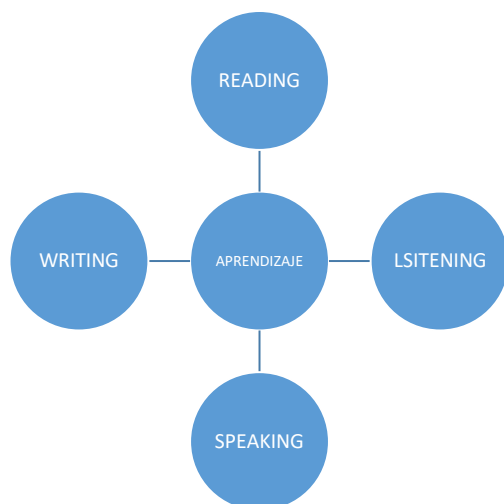 READING
WRITING
APRENDIZAJE
LSITENING
SPEAKING